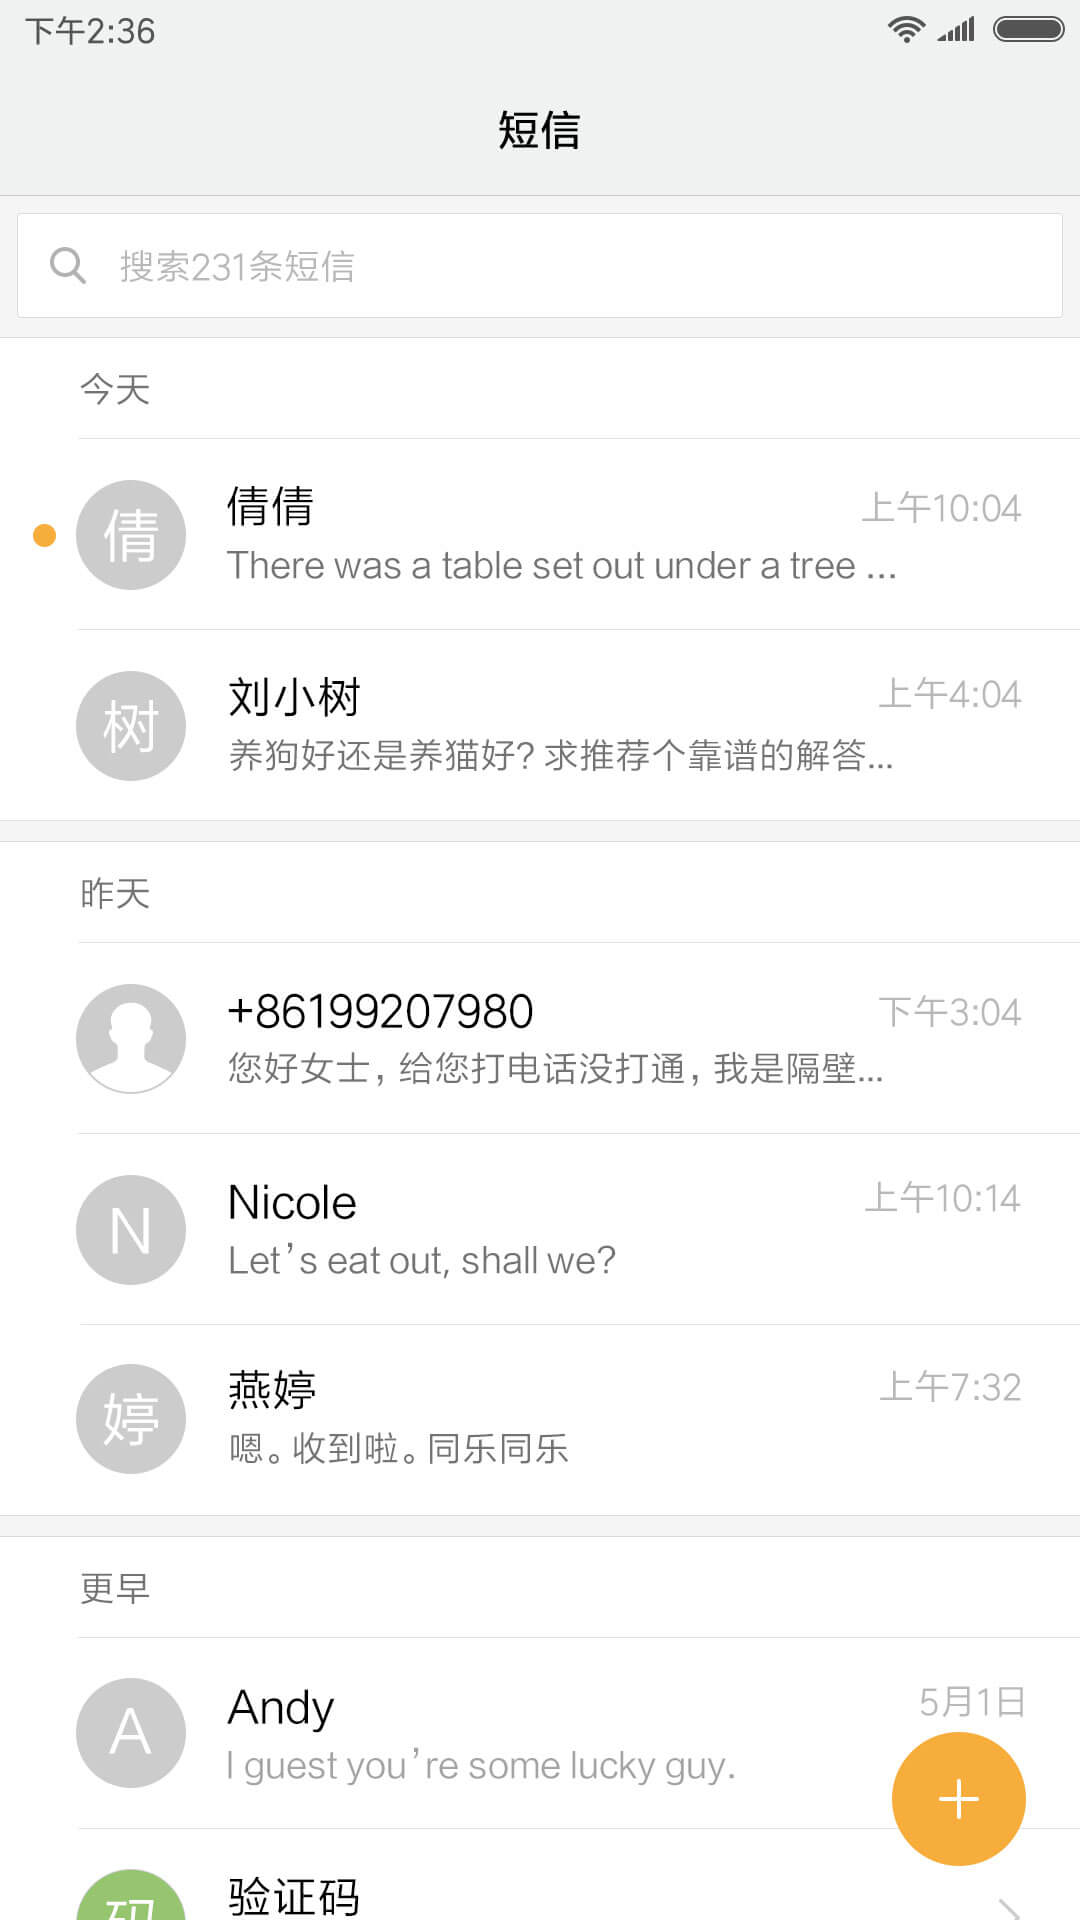 下午2:36
短信
搜索231条短信
今天
倩
倩倩
上午10:04
There was a table set out under a tree ...
树
刘小树
上午4:04
养狗好还是养猫好? 求推荐个靠谱的解答...
昨天
+86199207980
下午3:04
您好女士，给您打电话没打通，我是隔壁...
N
Nicole
上午10:14
Let’s eat out, shall we?
婷
燕婷
上午7:32
嗯。收到啦。同乐同乐
更早
A
Andy
5月1日
I guest you’re some lucky guy.
码
验证码